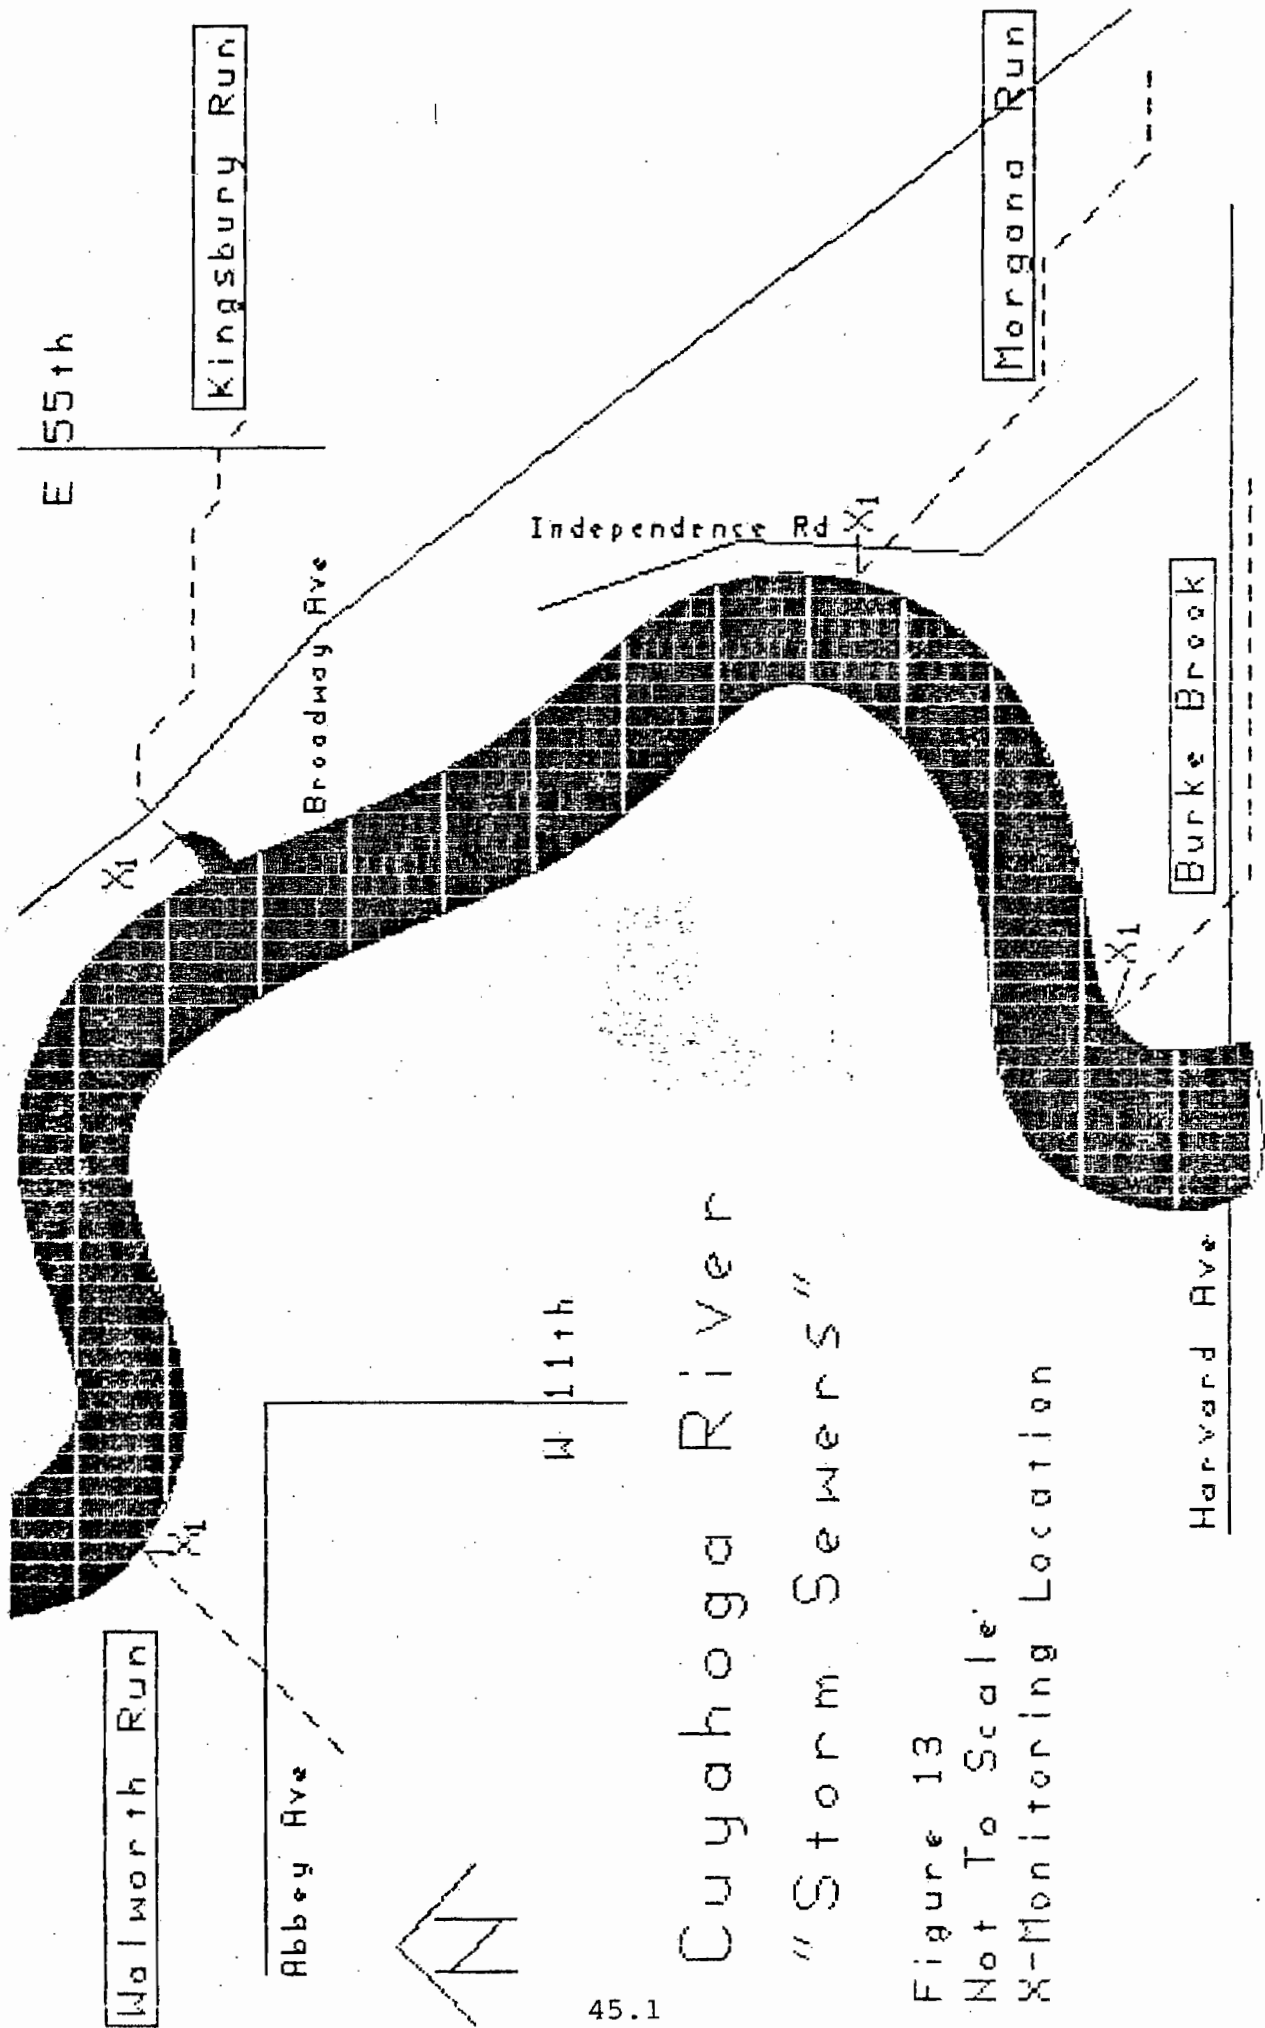 Walworth Run
Kingsbury Run
E 55th
X1
X1
Broadway Ave
Abbey Ave
W 11th
Independence Rd
X1
Morgana Run
N
Cuyahoga River
"Storm Sewers"
Figure 13
Not To Scale
X-Monitoring Location
X1
Burke Brook
Harvard Ave
45.1